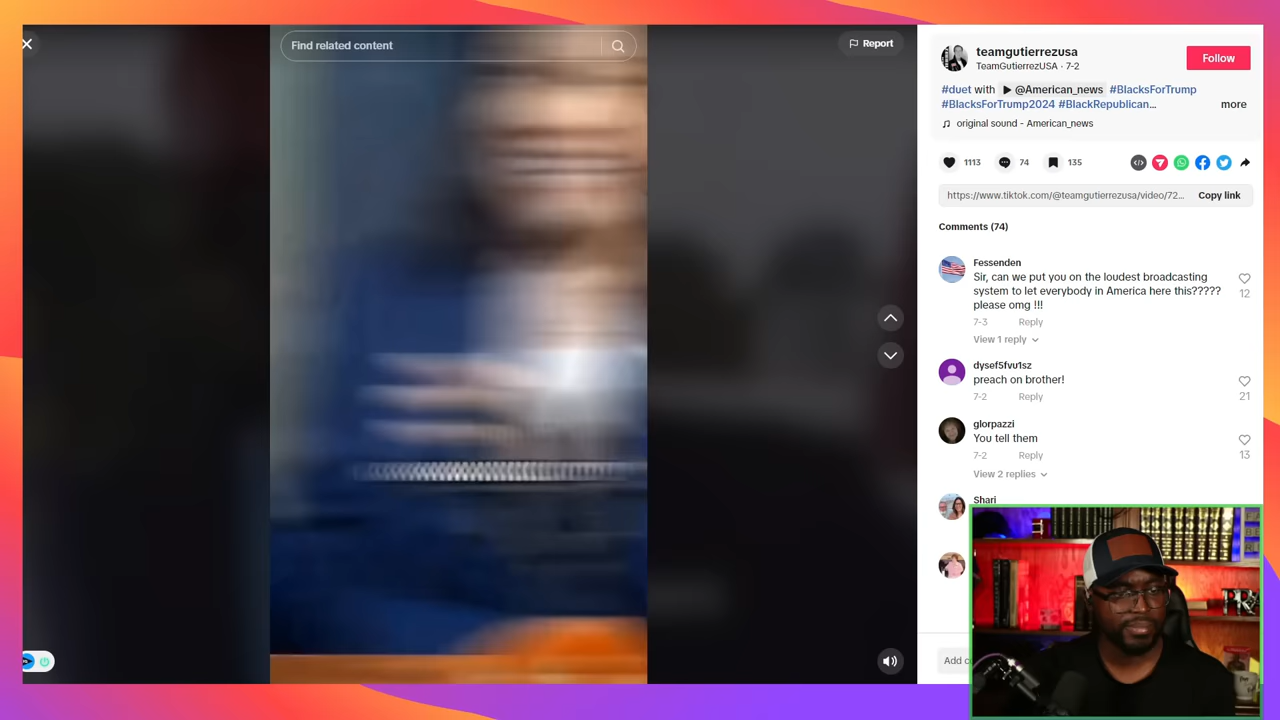 Find related content
Report
teamgutierrezusa
TeamGutierrezUSA · 7-2
Follow
#duet with @American_news #BlacksForTrump
#BlacksForTrump2024 #BlackRepublican... more
original sound - American_news
1113
74
135
https://www.tiktok.com/@teamgutierrezusa/video/72...
Copy link
Comments (74)
Fessenden
Sir, can we put you on the loudest broadcasting
system to let everybody in America here this?????
please omg !!!
12
7-3 Reply
View 1 reply
dysef5fvu1sz
preach on brother!
21
7-2 Reply
glorpazzi
You tell them
13
7-2 Reply
View 2 replies
Shari